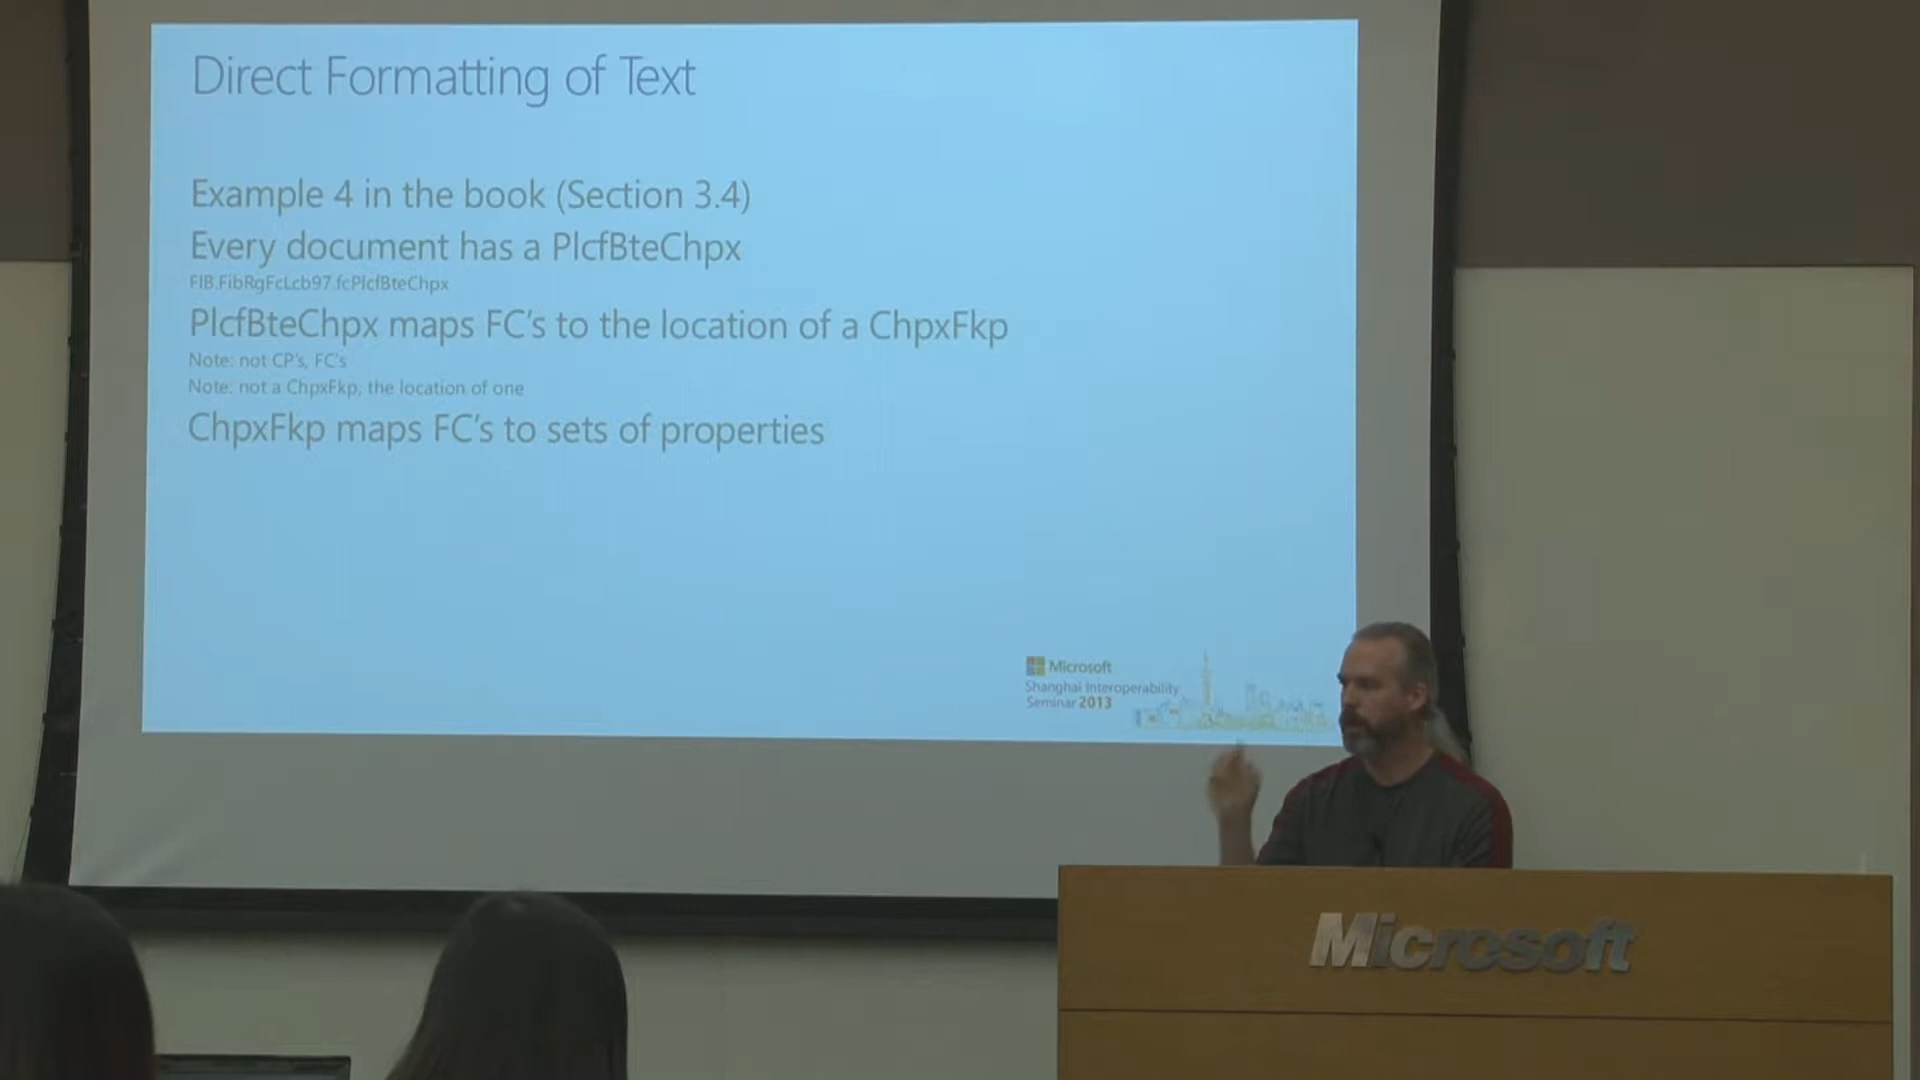 Direct Formatting of Text
Example 4 in the book (Section 3.4)
Every document has a PlcfBteChpx
FIB.FibRgFcLcb97.fcPlcfBteChpx
PlcfBteChpx maps FC's to the location of a ChpxFkp
Note: not CP's, FC's
Note: not a ChpxFkp, the location of one
ChpxFkp maps FC's to sets of properties
Microsoft
Shanghai Interoperability
Seminar 2013
Microsoft